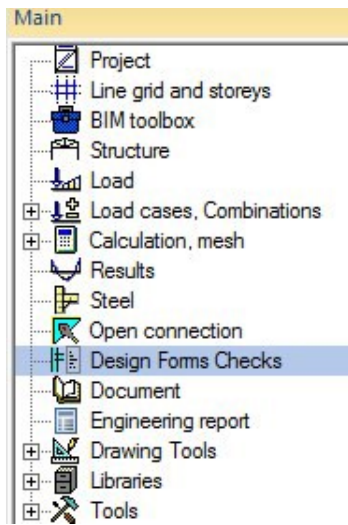 Main
Project
Line grid and storeys
BIM toolbox
Structure
Load
Load cases, Combinations
Calculation, mesh
Results
Steel
Open connection
Design Forms Checks
Document
Engineering report
Drawing Tools
Libraries
Tools